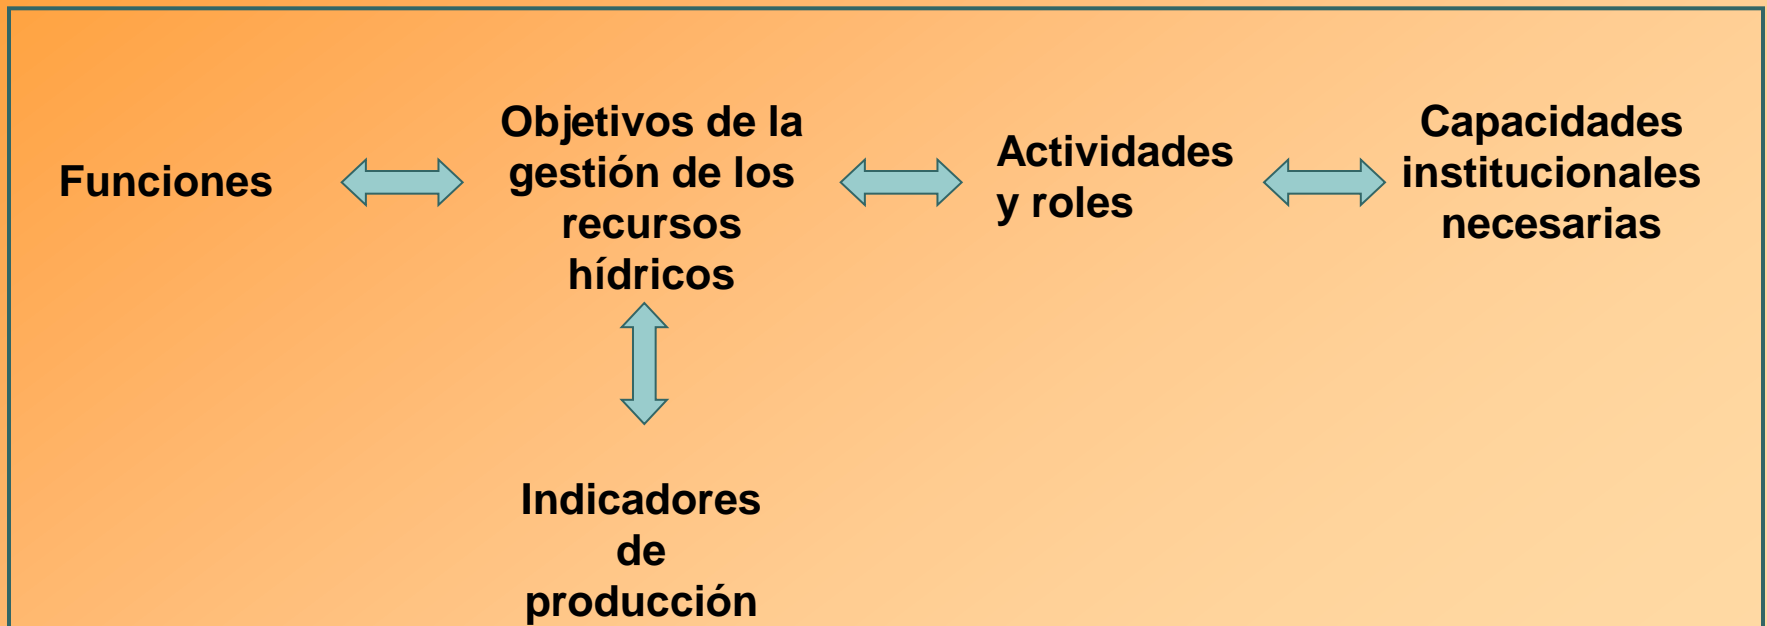 Funciones
Objetivos de la
gestión de los
recursos
hídricos
Actividades
y roles
Capacidades
institucionales
necesarias
Indicadores
de
producción